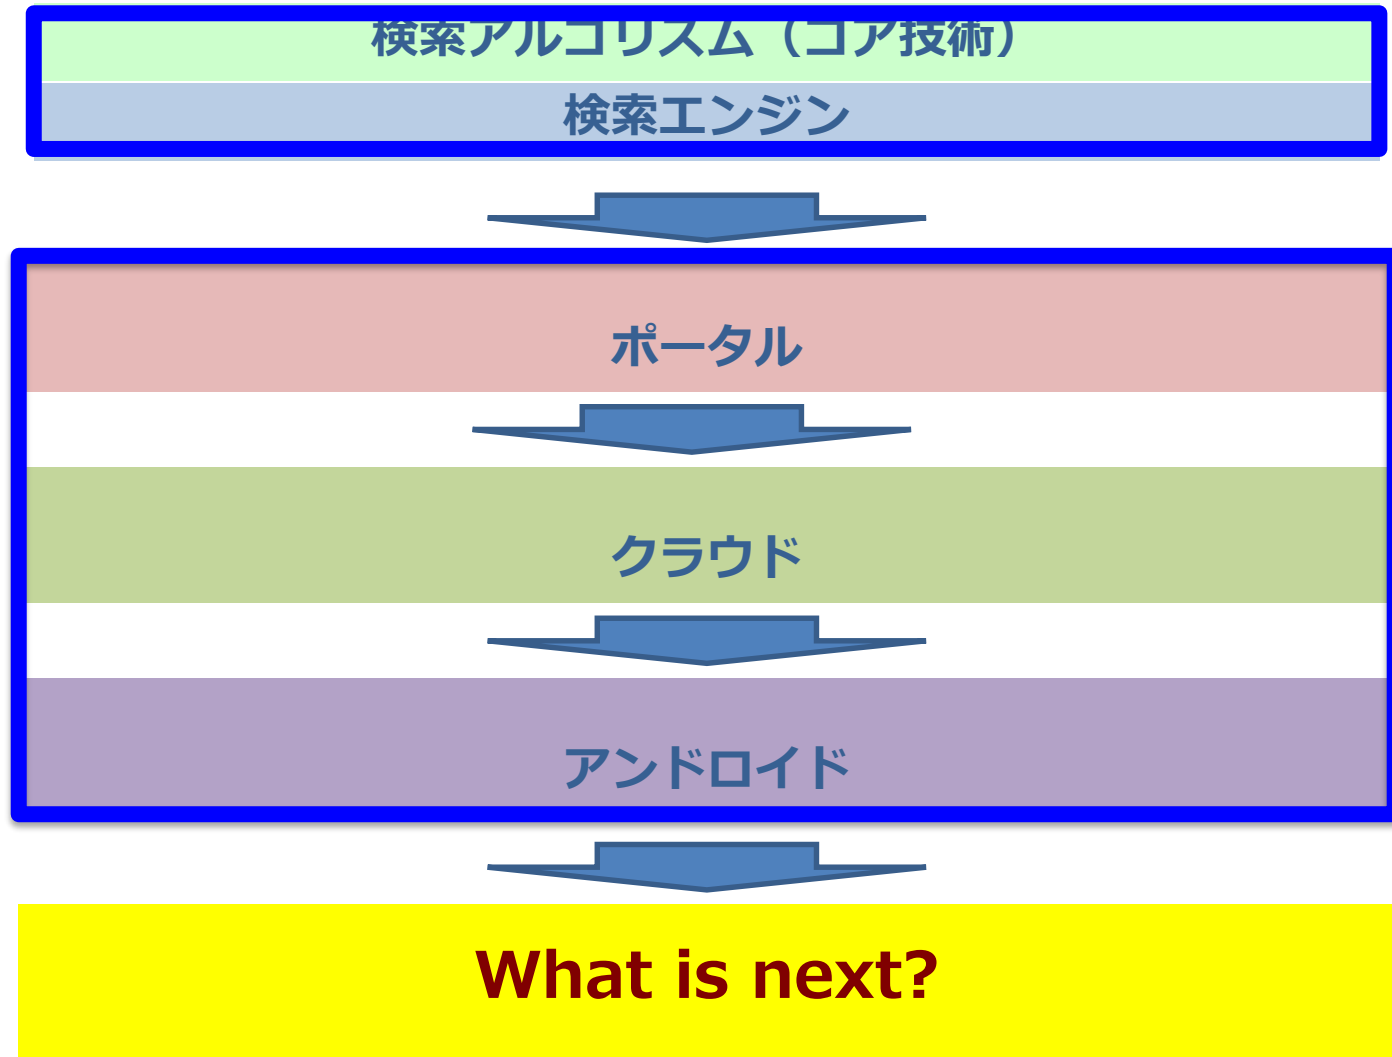 検索アルゴリズム（コア技術）
検索エンジン
ポータル
クラウド
アンドロイド
What is next?